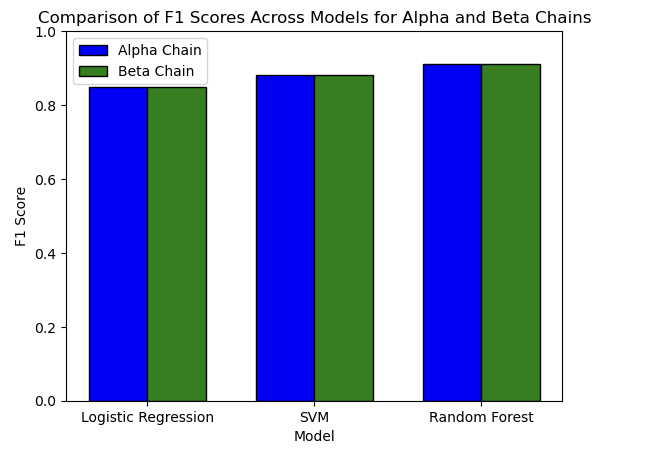 Comparison of F1 Scores Across Models for Alpha and Beta Chains
1.0
Alpha Chain
Beta Chain
0.8
0.6
F1 Score
0.4
0.2
0.0
Logistic Regression SVM Random Forest
Model